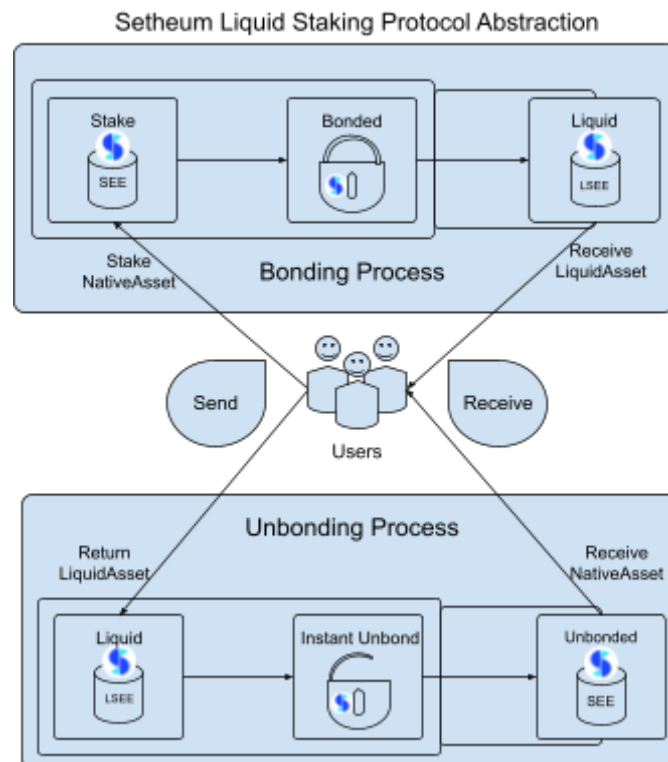 Setheum Liquid Staking Protocol Abstraction
Stake
SEE
Bonded
Liquid
LSEE
Stake
NativeAsset
Bonding Process
Receive
LiquidAsset
Send
Receive
Users
Unbonding Process
Return
LiquidAsset
Receive
NativeAsset
Liquid
LSEE
Instant Unbond
Unbonded
SEE